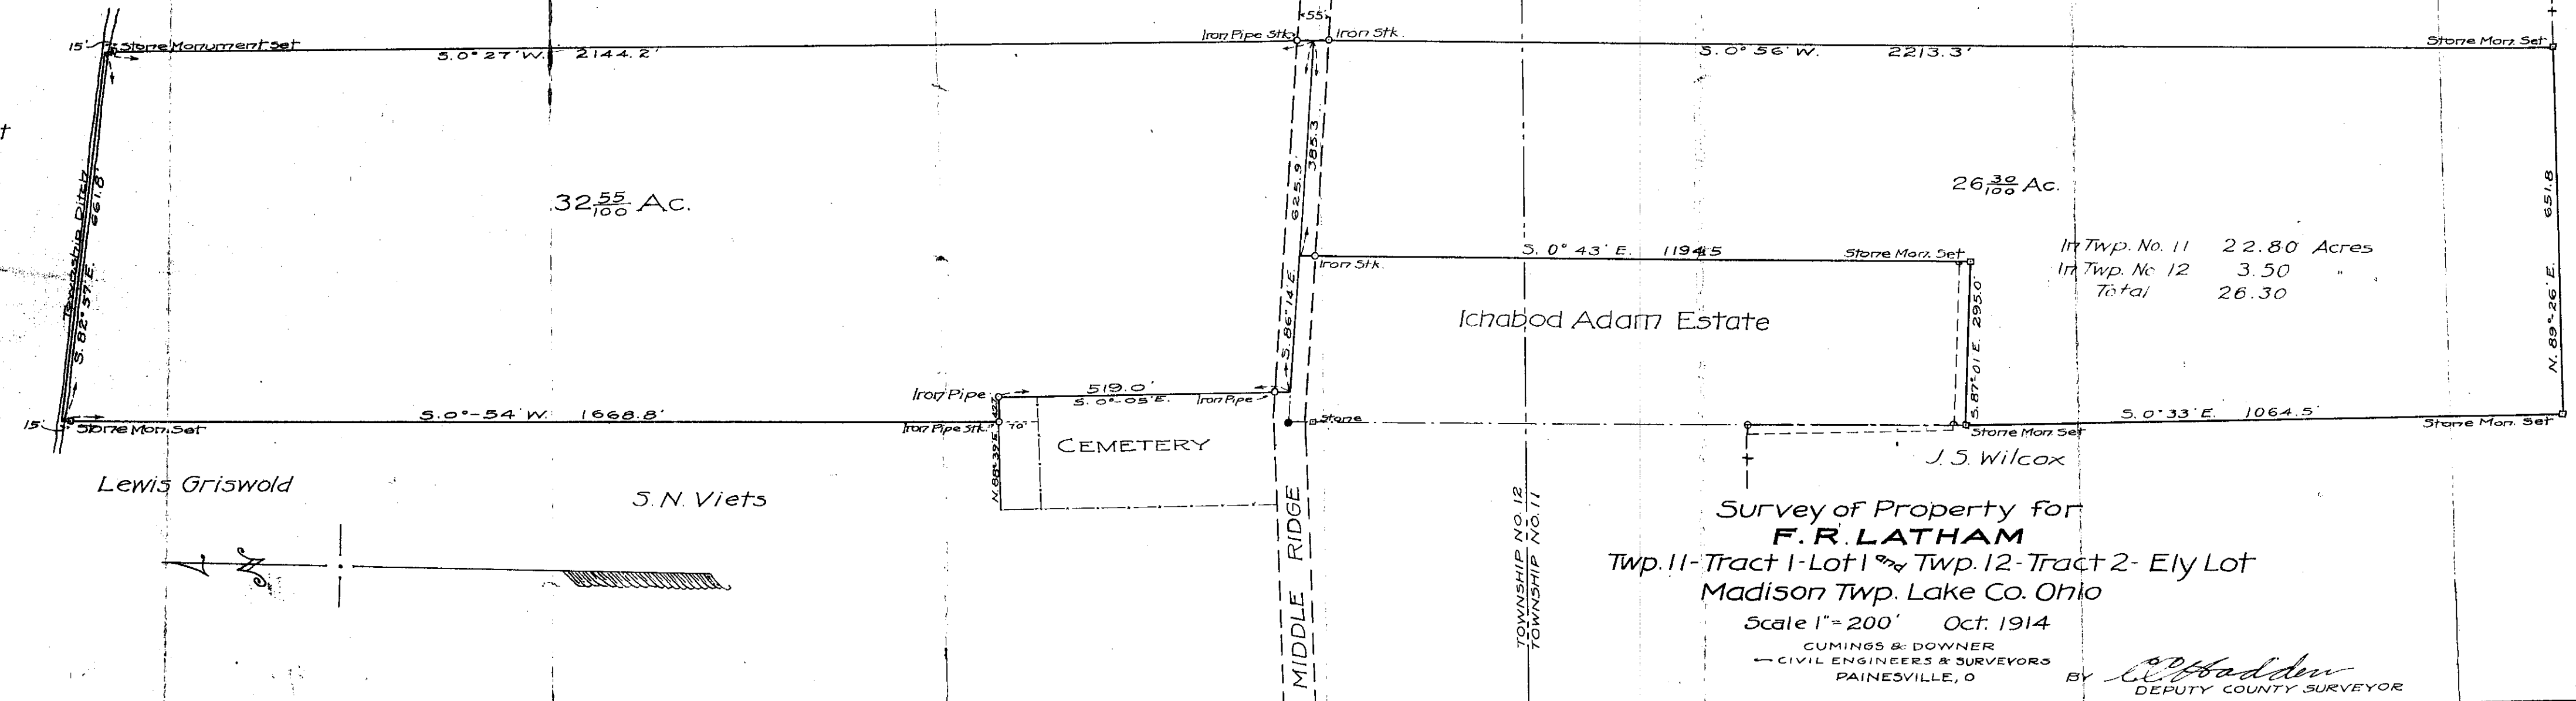 55'
15'
Stone Monument Set
S. 0° 27' W. 2144.2'
Iron Pipe Stk.
Iron Stk.
S. 0° 56' W. 2213.3'
Stone Mon. Set
Township Ditch
S. 82° 57' E. 661.8'
32 55/100 Ac.
625.9'
385.3'
S. 86° 14' E.
26 30/100 Ac.
N. 89°-26' E. 651.8
In Twp. No. 11 22.80 Acres
In Twp. No 12 3.50 "
Total 26.30
S. 0° 43' E. 1194.5
Stone Mon. Set
Iron Stk.
Ichabod Adam Estate
S. 87°-01' E. 295.0'
Iron Pipe
519.0'
S. 0°-05' E.
Iron Pipe
15'
Stone Mon. Set
S. 0°-54' W. 1668.8'
Iron Pipe Stk.
70'
N. 88°-39' E.
Stone
CEMETERY
Stone Mon. Set
S. 0° 33' E. 1064.5'
Stone Mon. Set
J. S. Wilcox
Lewis Griswold
S. N. Viets
MIDDLE RIDGE
TOWNSHIP NO. 12
TOWNSHIP NO. 11
N
Survey of Property for
F. R. LATHAM
Twp. 11-Tract 1-Lot 1 and Twp. 12-Tract 2- Ely Lot
Madison Twp. Lake Co. Ohio
Scale 1"=200' Oct. 1914
CUMINGS & DOWNER
CIVIL ENGINEERS & SURVEYORS
PAINESVILLE, O
BY
DEPUTY COUNTY SURVEYOR